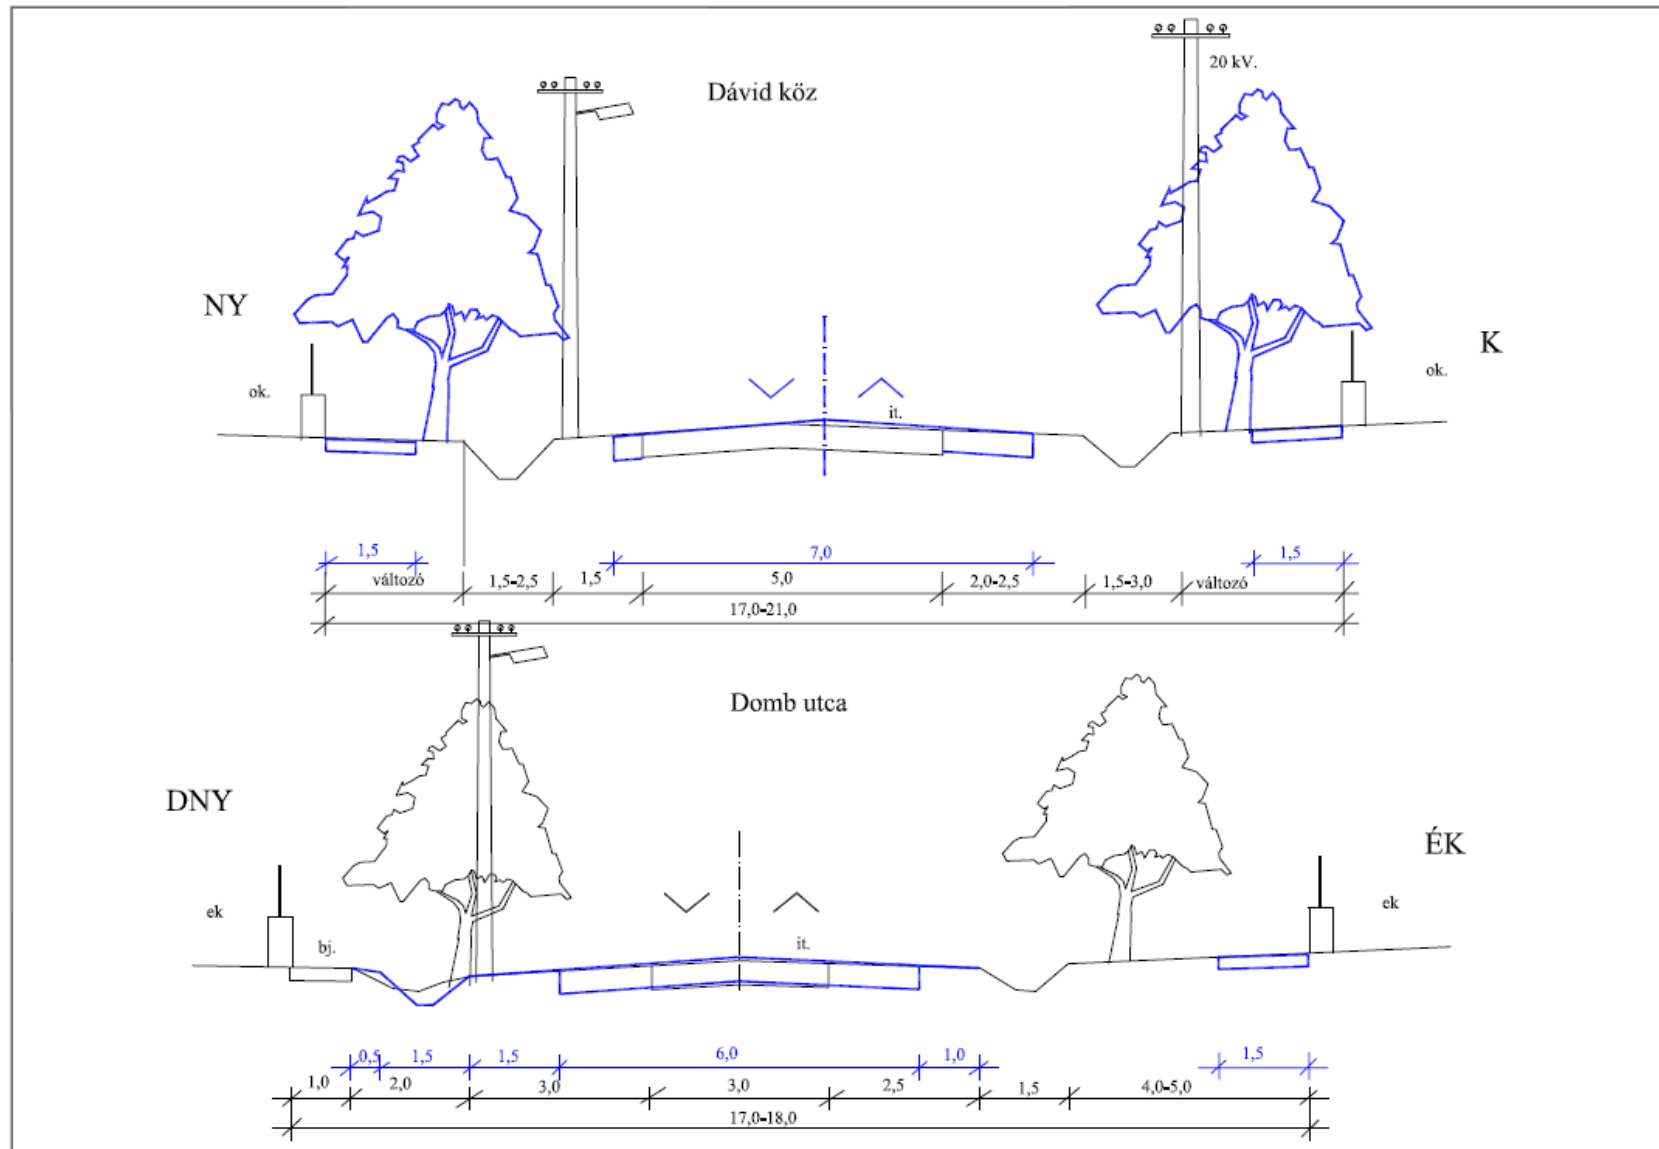 20 kV.
Dávid köz
NY
K
ok.
ok.
it.
1,5
7,0
1,5
változó
1,5-2,5
1,5
5,0
2,0-2,5
1,5-3,0
változó
17,0-21,0
Domb utca
DNY
ÉK
ek
ek
bj.
it.
0,5
1,5
1,5
6,0
1,0
1,5
1,0
2,0
3,0
3,0
2,5
1,5
4,0-5,0
17,0-18,0